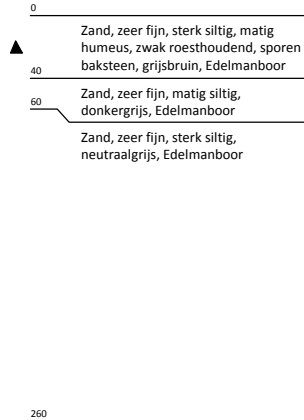 0
Zand, zeer fijn, sterk siltig, matig
humeus, zwak roesthoudend, sporen
baksteen, grijsbruin, Edelmanboor
40
Zand, zeer fijn, matig siltig,
donkergrijs, Edelmanboor
60
Zand, zeer fijn, sterk siltig,
neutraalgrijs, Edelmanboor
260